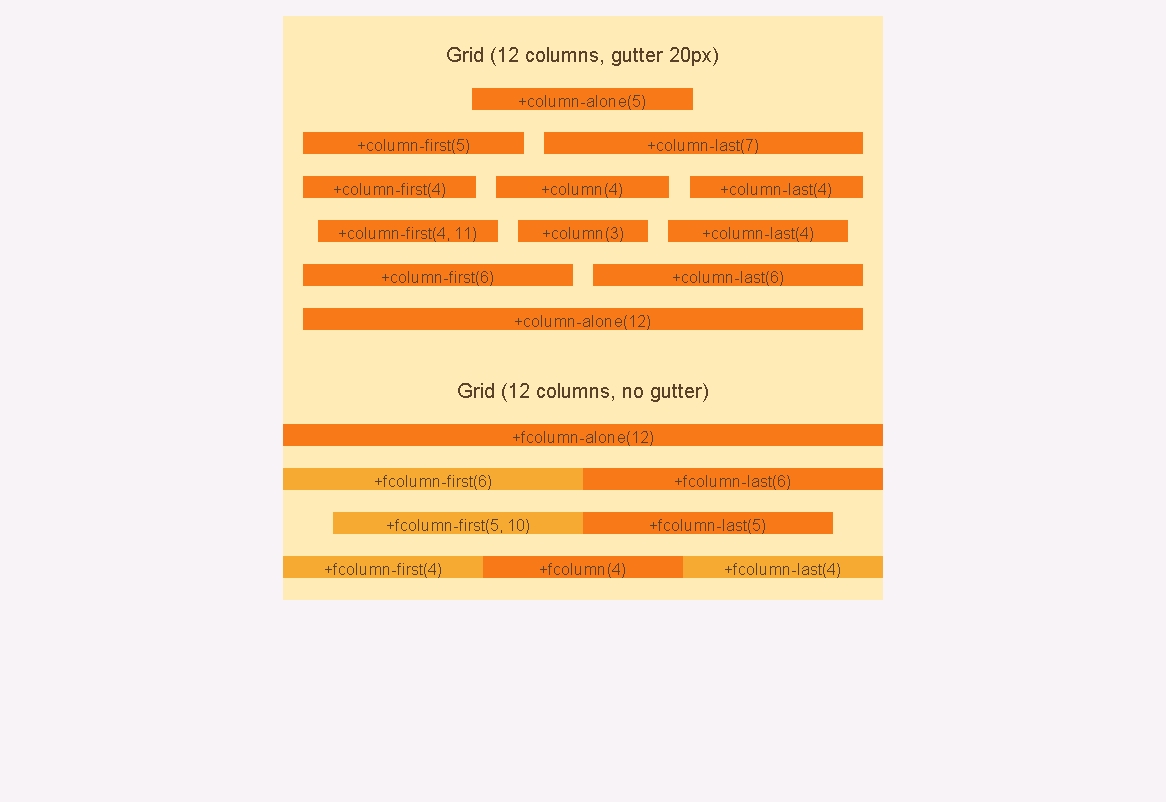 Grid (12 columns, gutter 20px)
+column-alone(5)
+column-first(5) +column-last(7)
+column-first(4) +column(4) +column-last(4)
+column-first(4, 11) +column(3) +column-last(4)
+column-first(6) +column-last(6)
+column-alone(12)
Grid (12 columns, no gutter)
+fcolumn-alone(12)
+fcolumn-first(6) +fcolumn-last(6)
+fcolumn-first(5, 10) +fcolumn-last(5)
+fcolumn-first(4) +fcolumn(4) +fcolumn-last(4)